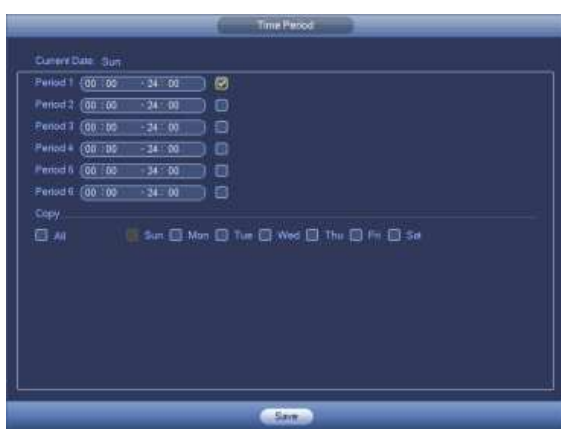 Time Period
Current Date: Sun
Period 1 00 : 00 - 24 : 00
Period 2 00 : 00 - 24 : 00
Period 3 00 : 00 - 24 : 00
Period 4 00 : 00 - 24 : 00
Period 5 00 : 00 - 24 : 00
Period 6 00 : 00 - 24 : 00
Copy
All Sun Mon Tue Wed Thu Fri Sat
Save